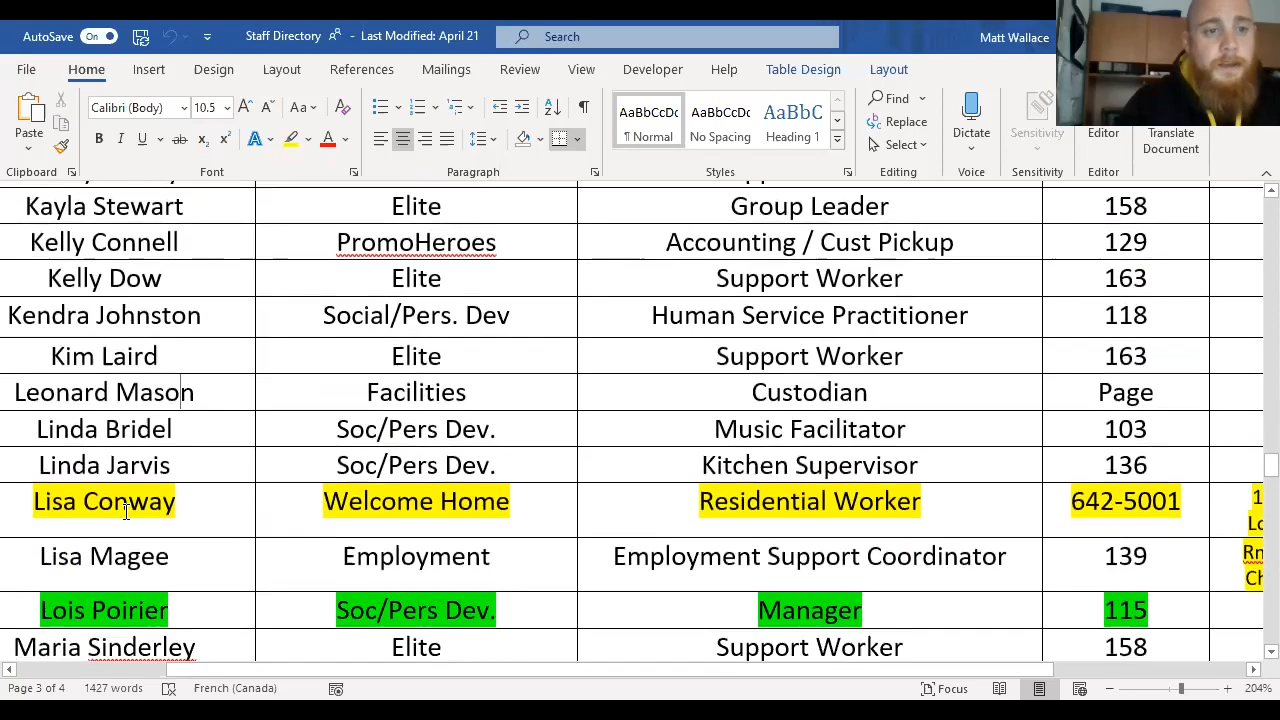 AutoSave On Staff Directory - Last Modified: April 21 Search Matt Wallace
File Home Insert Draw Design Layout References Mailings Review View Developer Help Table Design Layout
Paste
Calibri (Body) 10.5 A A Aa A
B I U ab x₂ x² A A
AaBbCcDc AaBbCcDc AaBbC
¶ Normal No Spacing Heading 1
Find
Replace
Select
Dictate Sensitivity Editor Translate Document
Clipboard Font Paragraph Styles Editing Voice Sensitivity Editor
Kayla Stewart Elite Group Leader 158
Kelly Connell PromoHeroes Accounting / Cust Pickup 129
Kelly Dow Elite Support Worker 163
Kendra Johnston Social/Pers. Dev Human Service Practitioner 118
Kim Laird Elite Support Worker 163
Leonard Mason Facilities Custodian Page
Linda Bridel Soc/Pers Dev. Music Facilitator 103
Linda Jarvis Soc/Pers Dev. Kitchen Supervisor 136
Lisa Conway Welcome Home Residential Worker 642-5001
Lisa Magee Employment Employment Support Coordinator 139
Lois Poirier Soc/Pers Dev. Manager 115
Maria Sinderley Elite Support Worker 158
Page 3 of 4 1427 words French (Canada) Focus 204%